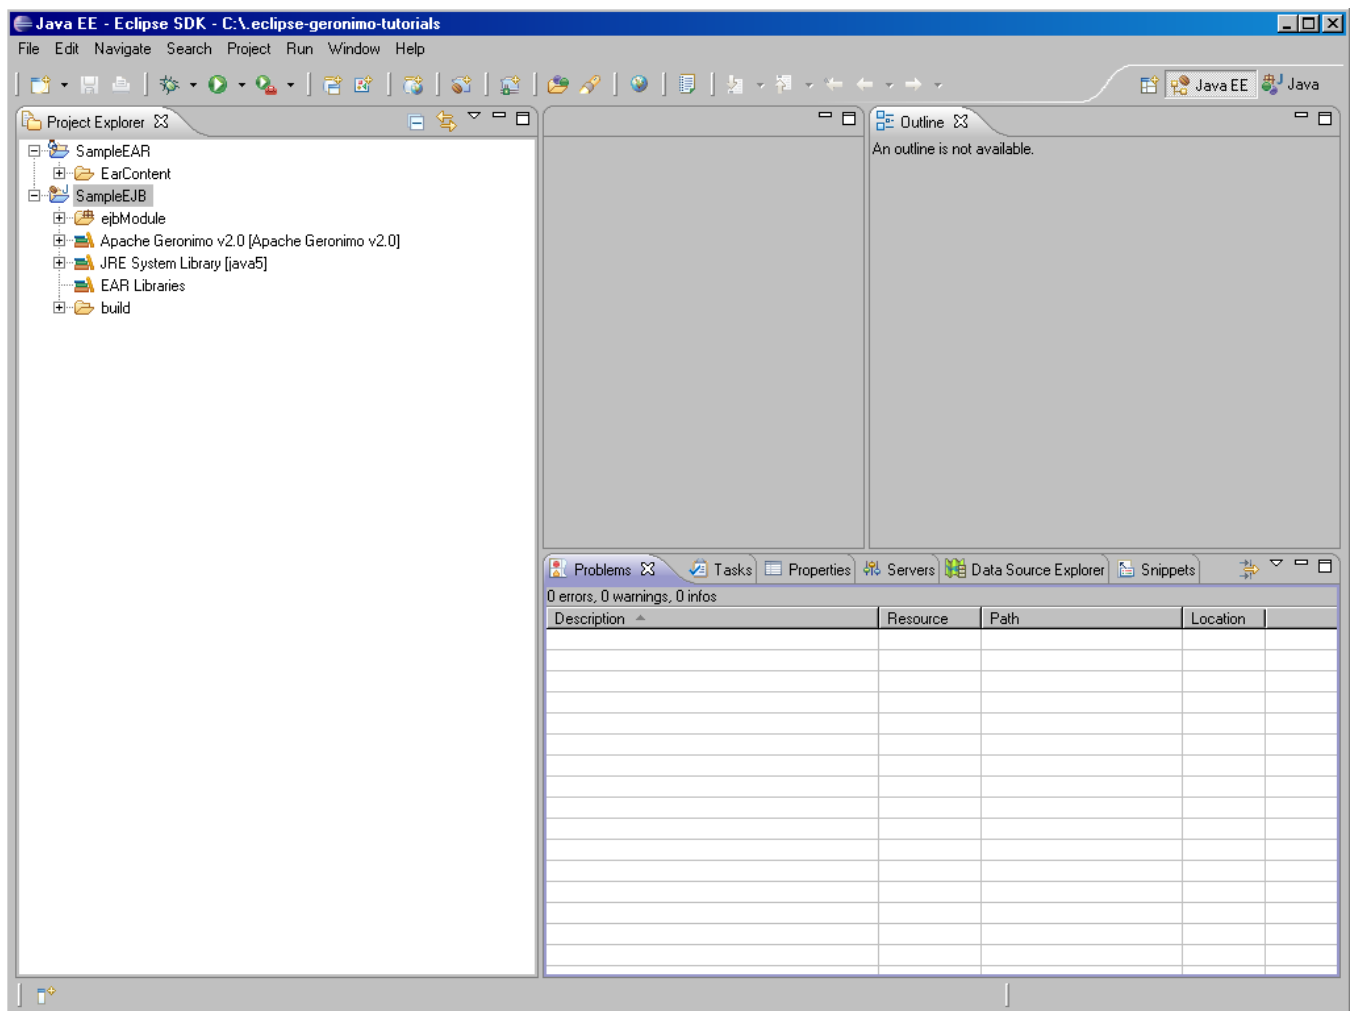 Java EE - Eclipse SDK - C:\.eclipse-geronimo-tutorials
File Edit Navigate Search Project Run Window Help
Java EE Java
Project Explorer
SampleEAR
EarContent
SampleEJB
ejbModule
Apache Geronimo v2.0 [Apache Geronimo v2.0]
JRE System Library [java5]
EAR Libraries
build
Outline
An outline is not available.
Problems Tasks Properties Servers Data Source Explorer Snippets
0 errors, 0 warnings, 0 infos
Description Resource Path Location